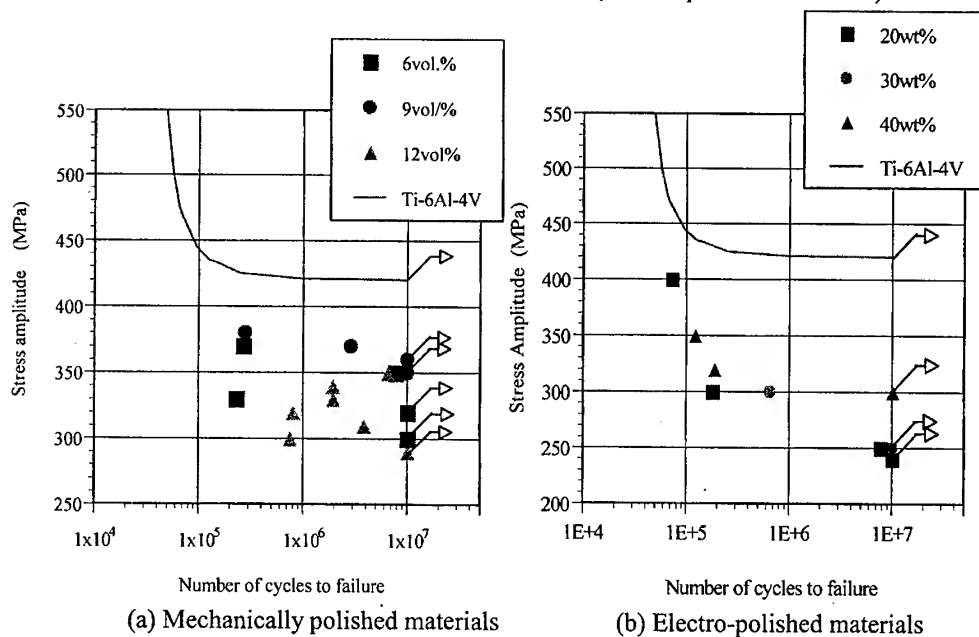 6vol.%
9vol/%
12vol%
Ti-6Al-4V
550
500
450
400
350
300
250
Stress amplitude (MPa)
1x10⁴
1x10⁵
1x10⁶
1x10⁷
Number of cycles to failure
(a) Mechanically polished materials
20wt%
30wt%
40wt%
Ti-6Al-4V
550
500
450
400
350
300
250
200
Stress Amplitude (MPa)
1E+4
1E+5
1E+6
1E+7
Number of cycles to failure
(b) Electro-polished materials